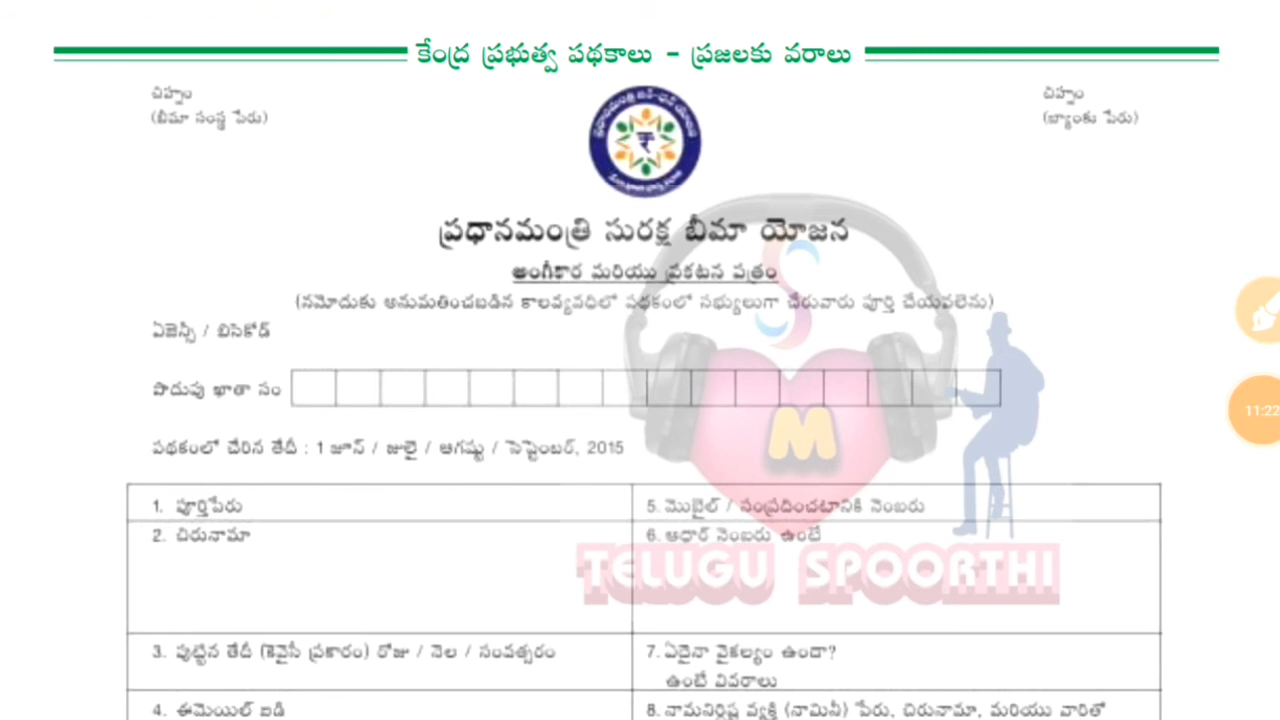 కేంద్ర ప్రభుత్వ పథకాలు - ప్రజలకు వరాలు
చిహ్నం
(బీమా సంస్థ పేరు)
చిహ్నం
(బ్యాంకు పేరు)
ప్రధానమంత్రి సురక్ష బీమా యోజన
అంగీకార మరియు ప్రకటన పత్రం
(నమోదుకు అనుమతించబడిన కాలవ్యవధిలో పథకంలో సభ్యులుగా చేరువారు పూర్తి చేయవలెను)
ఏజెన్సీ / బిసికోడ్
పొదుపు ఖాతా సం
పథకంలో చేరిన తేదీ : 1 జూన్ / జులై / ఆగష్టు / సెప్టెంబర్, 2015
1. పూర్తిపేరు
5. మొబైల్ / సంప్రదించటానికి నెంబరు
2. చిరునామా
6. ఆధార్ నెంబరు ఉంటే
3. పుట్టిన తేదీ (కెవైసీ ప్రకారం) రోజు / నెల / సంవత్సరం
7. ఏదైనా వైకల్యం ఉందా?
ఉంటే వివరాలు
4. ఈమెయిల్ ఐడి
8. నామనిర్దిష్ట వ్యక్తి (నామినీ) పేరు, చిరునామా, మరియు వారితో
M
TELUGU SPOORTHI
11:22